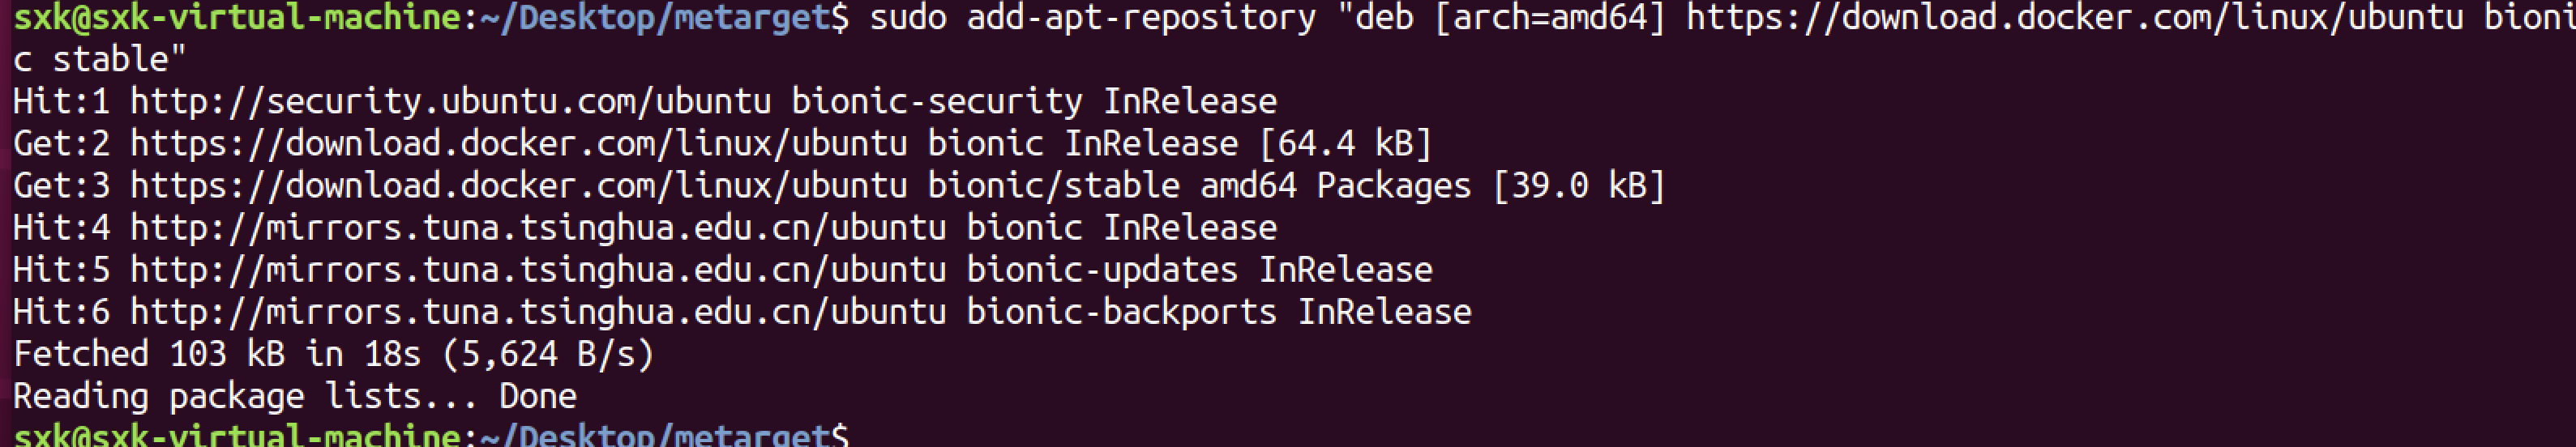 sxk@sxk-virtual-machine:~/Desktop/metarget$ sudo add-apt-repository "deb [arch=amd64] https://download.docker.com/linux/ubuntu bioni
c stable"
Hit:1 http://security.ubuntu.com/ubuntu bionic-security InRelease
Get:2 https://download.docker.com/linux/ubuntu bionic InRelease [64.4 kB]
Get:3 https://download.docker.com/linux/ubuntu bionic/stable amd64 Packages [39.0 kB]
Hit:4 http://mirrors.tuna.tsinghua.edu.cn/ubuntu bionic InRelease
Hit:5 http://mirrors.tuna.tsinghua.edu.cn/ubuntu bionic-updates InRelease
Hit:6 http://mirrors.tuna.tsinghua.edu.cn/ubuntu bionic-backports InRelease
Fetched 103 kB in 18s (5,624 B/s)
Reading package lists... Done
sxk@sxk-virtual-machine:~/Desktop/metarget$